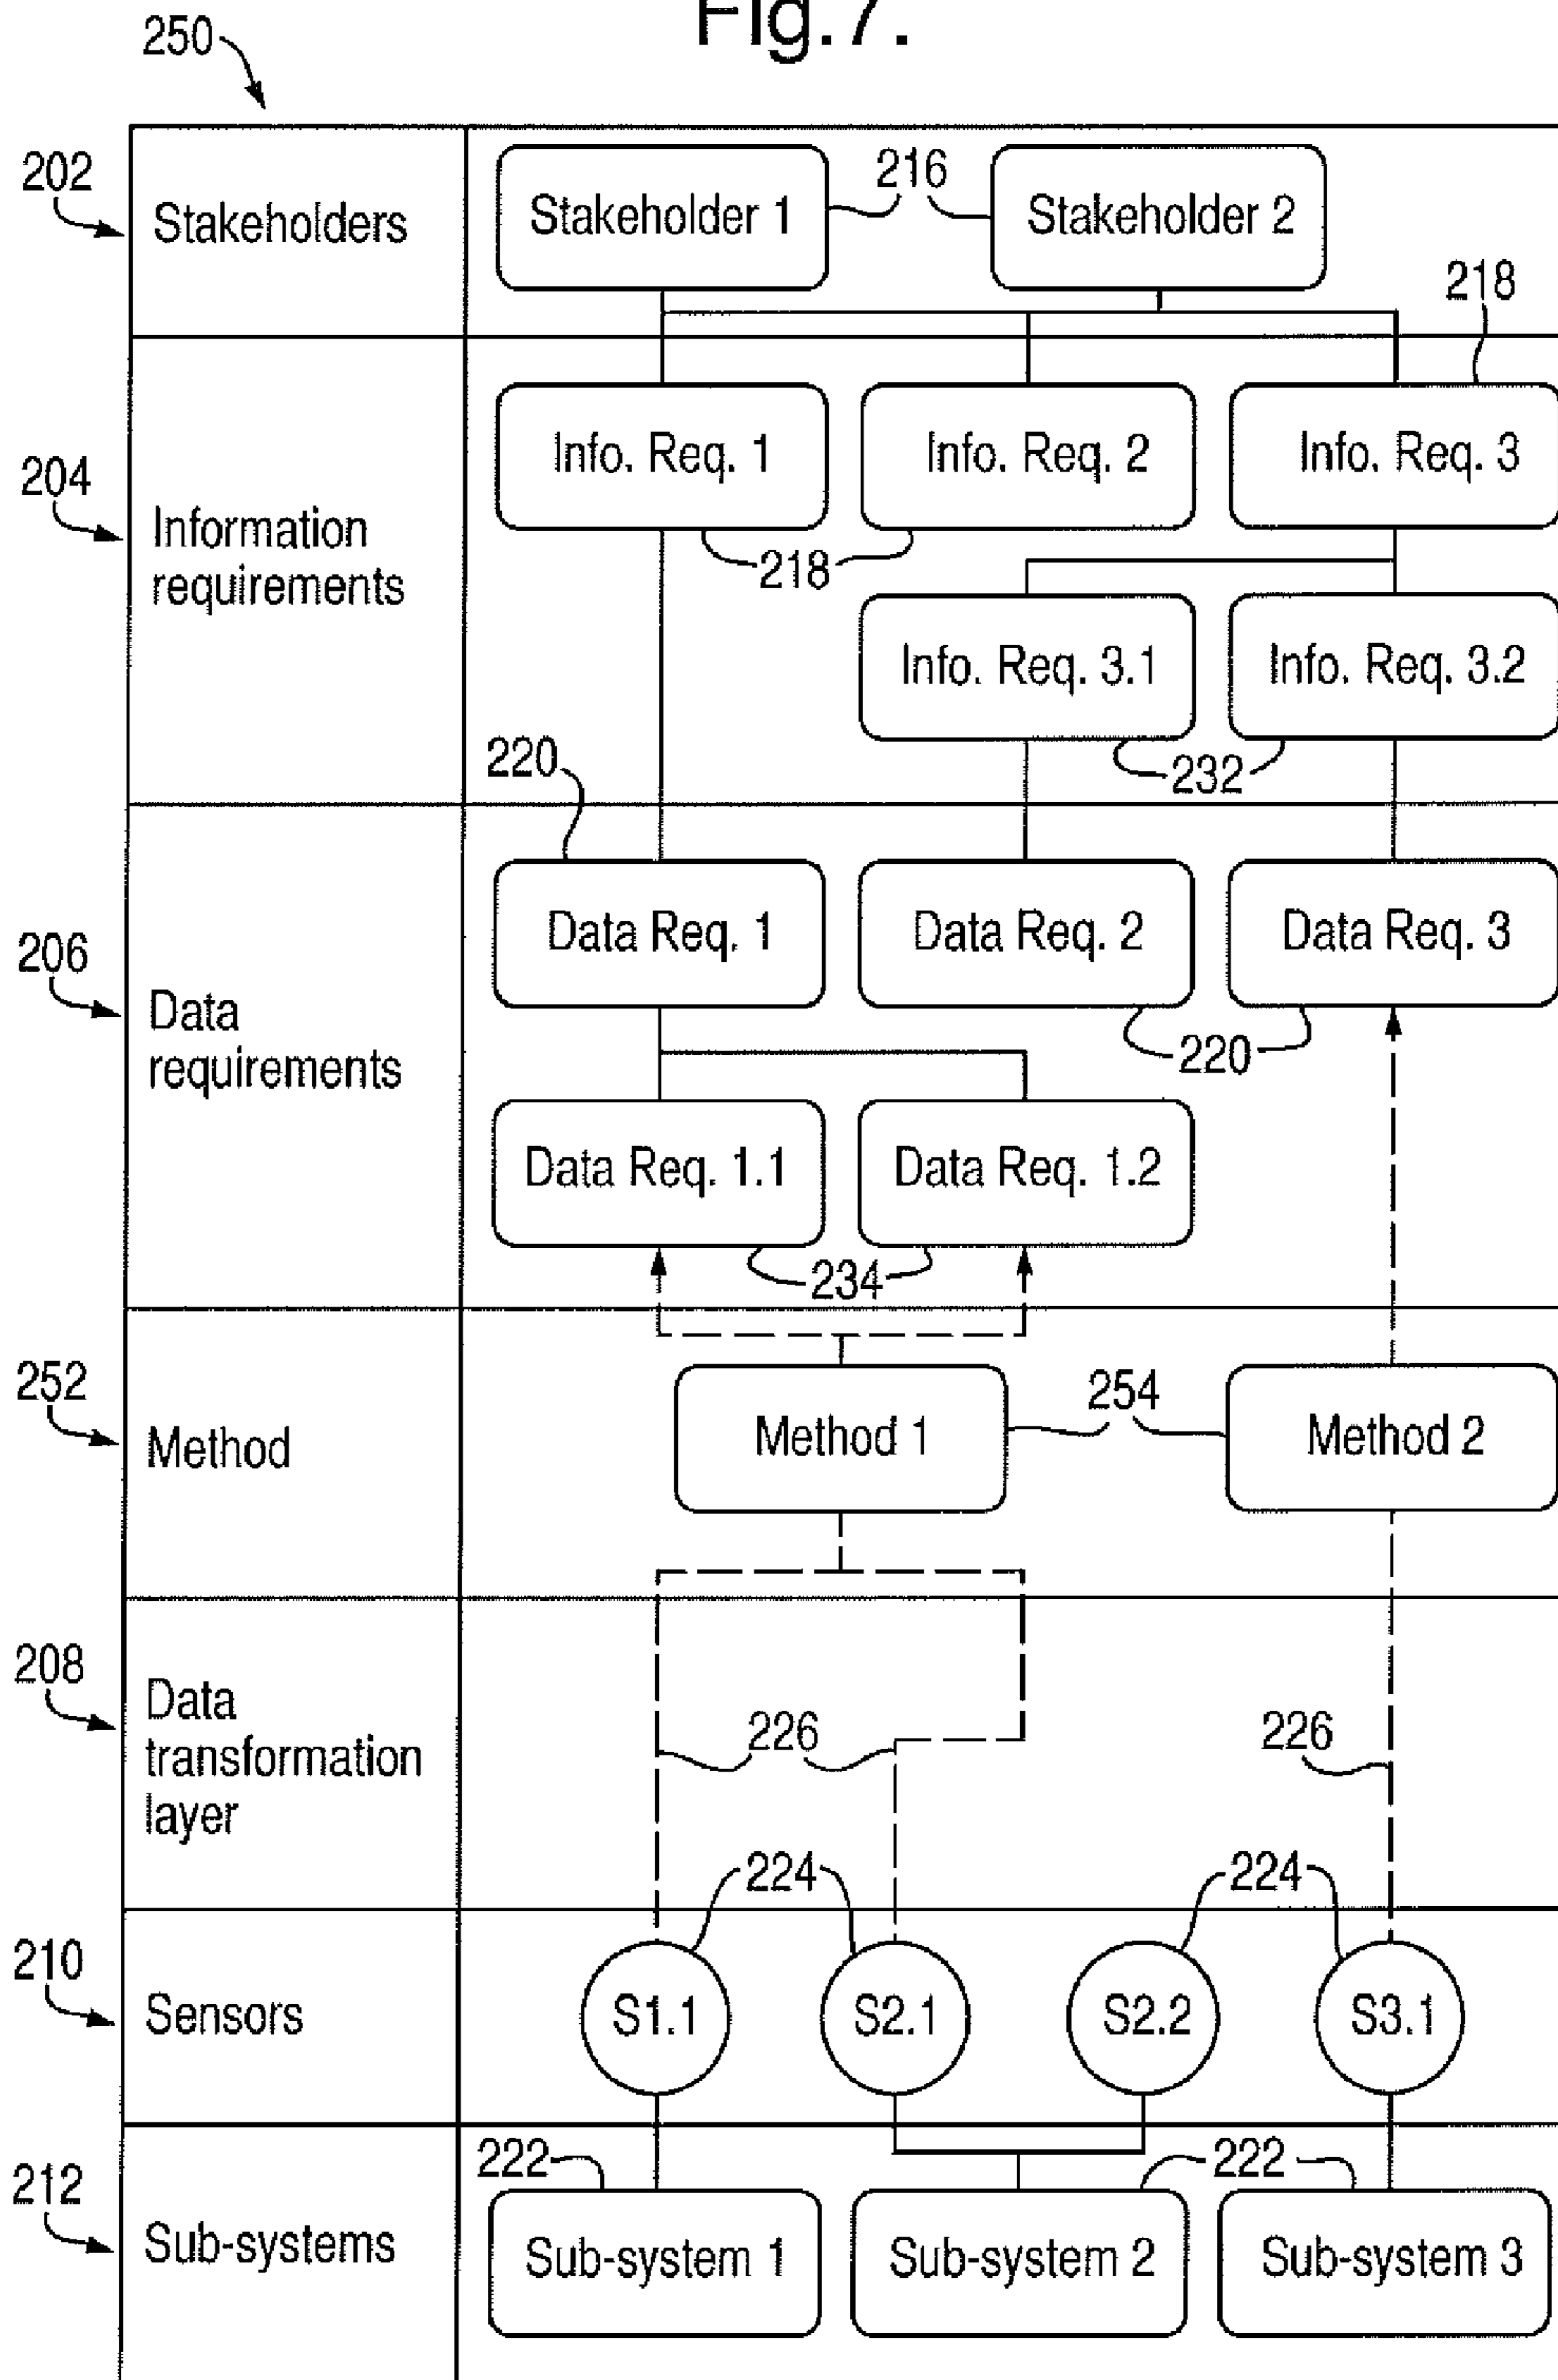 Fig.7.
250
202
Stakeholders
Stakeholder 1
216
Stakeholder 2
218
204
Information
requirements
Info. Req. 1
Info. Req. 2
Info. Req. 3
218
Info. Req. 3.1
Info. Req. 3.2
232
220
206
Data
requirements
Data Req. 1
Data Req. 2
Data Req. 3
220
Data Req. 1.1
Data Req. 1.2
234
252
Method
Method 1
254
Method 2
208
Data
transformation
layer
226
226
224
224
210
Sensors
S1.1
S2.1
S2.2
S3.1
212
Sub-systems
222
222
Sub-system 1
Sub-system 2
Sub-system 3